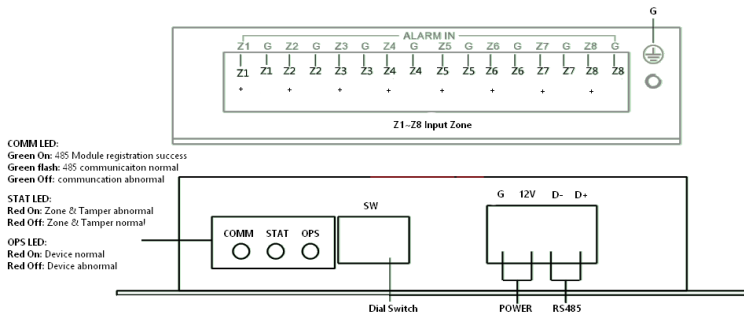 G
ALARM IN
Z1 G Z2 G Z3 G Z4 G Z5 G Z6 G Z7 G Z8 G
Z1 Z1 Z2 Z2 Z3 Z3 Z4 Z4 Z5 Z5 Z6 Z6 Z7 Z7 Z8 Z8
+ + + + + + + +
Z1~Z8 Input Zone
COMM LED:
Green On: 485 Module registration success
Green flash: 485 communicaiton normal
Green Off: communcation abnormal
STAT LED:
Red On: Zone & Tamper abnormal
Red Off: Zone & Tamper normal
OPS LED:
Red On: Device normal
Red Off: Device abnormal
COMM STAT OPS
SW
G 12V D- D+
Dial Switch
POWER RS485